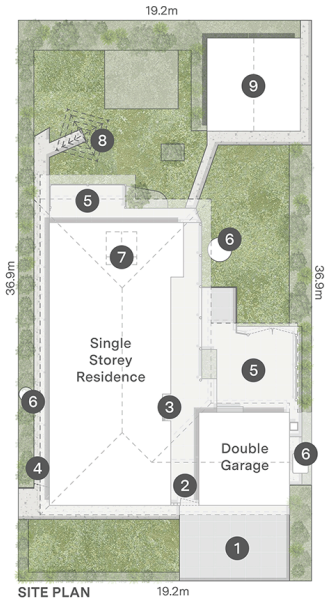 19.2m
9
8
5
6
7
36.9m
36.9m
Single
Storey
Residence
5
6
3
Double
Garage
6
4
2
1
SITE PLAN
19.2m